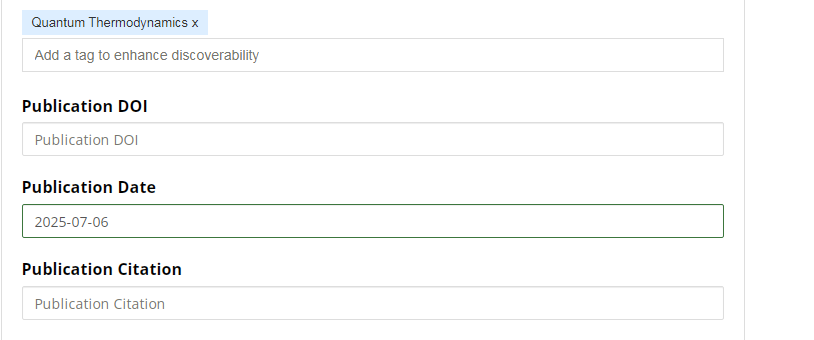 Quantum Thermodynamics x
Add a tag to enhance discoverability
Publication DOI
Publication DOI
Publication Date
2025-07-06
Publication Citation
Publication Citation